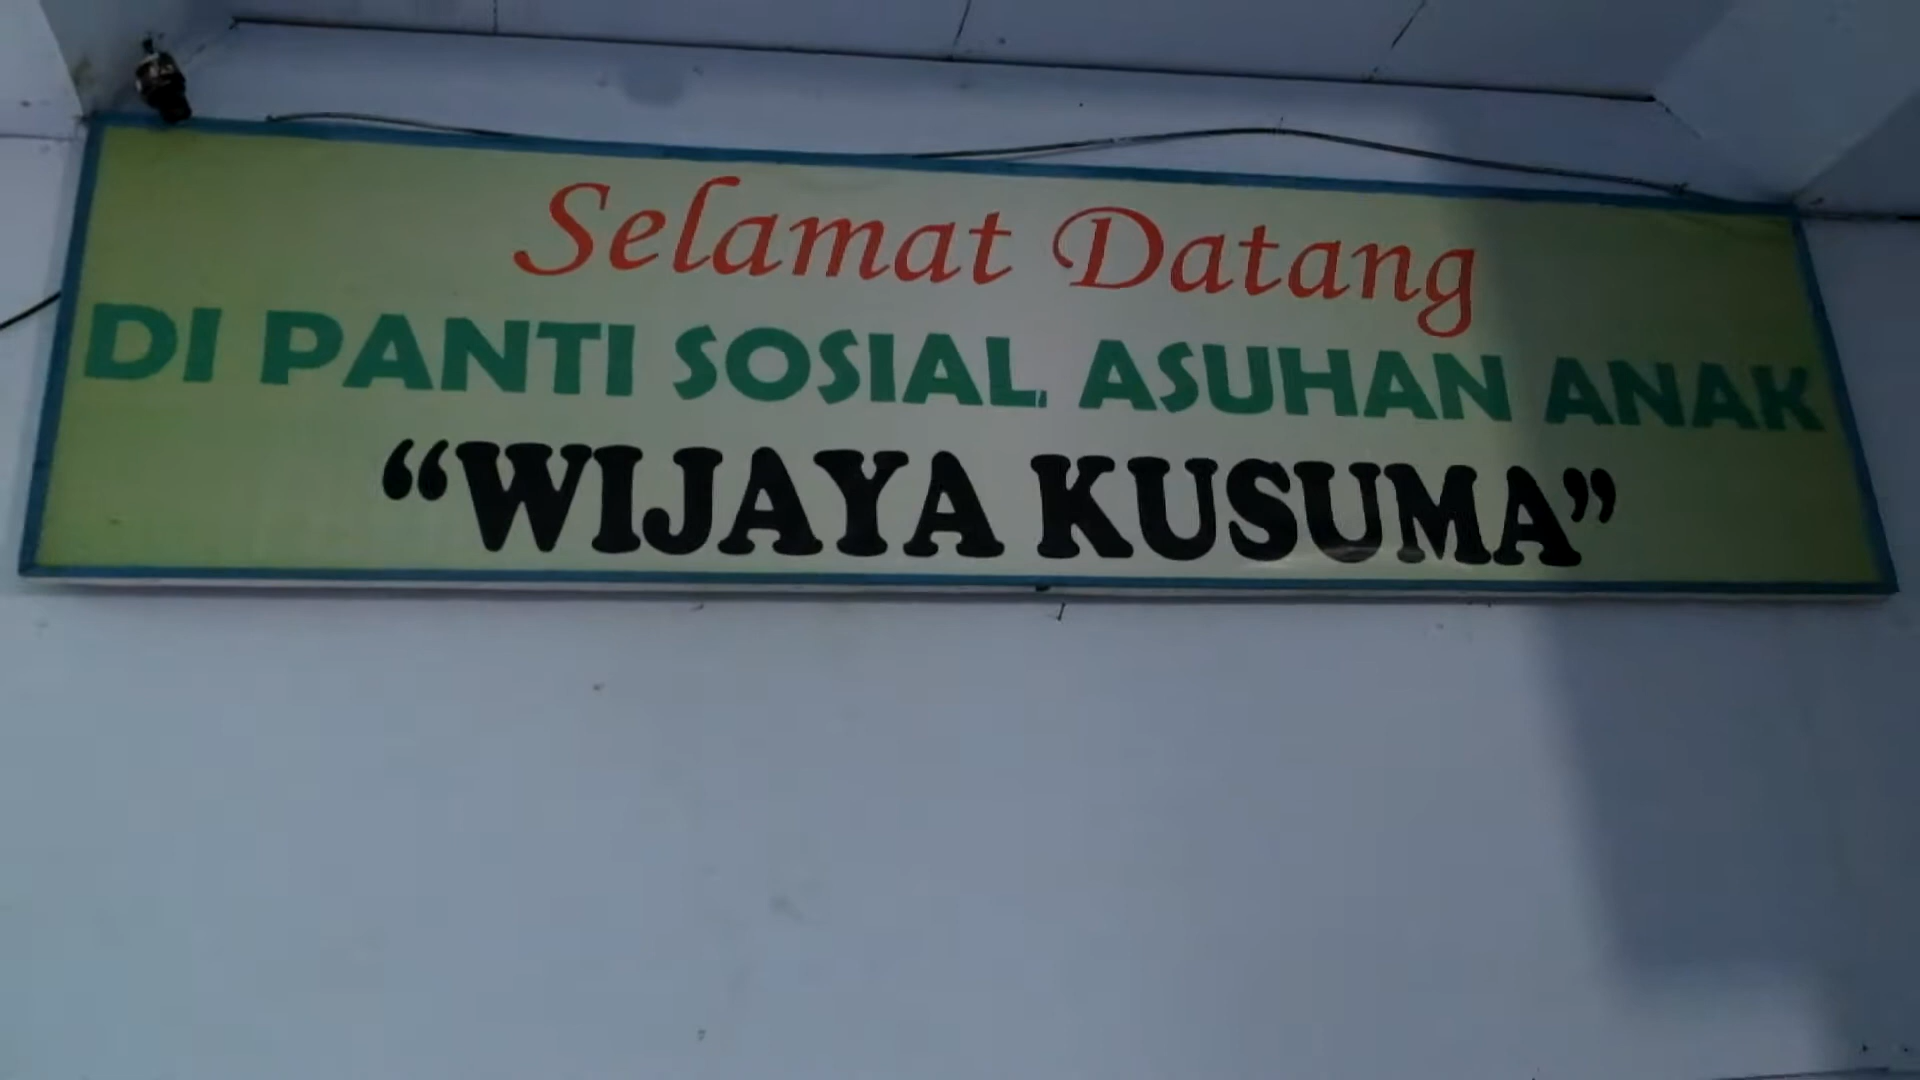 Selamat Datang
DI PANTI SOSIAL ASUHAN ANAK
“WIJAYA KUSUMA”